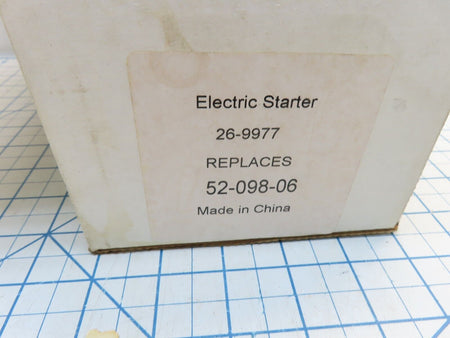 Electric Starter
26-9977
REPLACES
52-098-06
Made in China